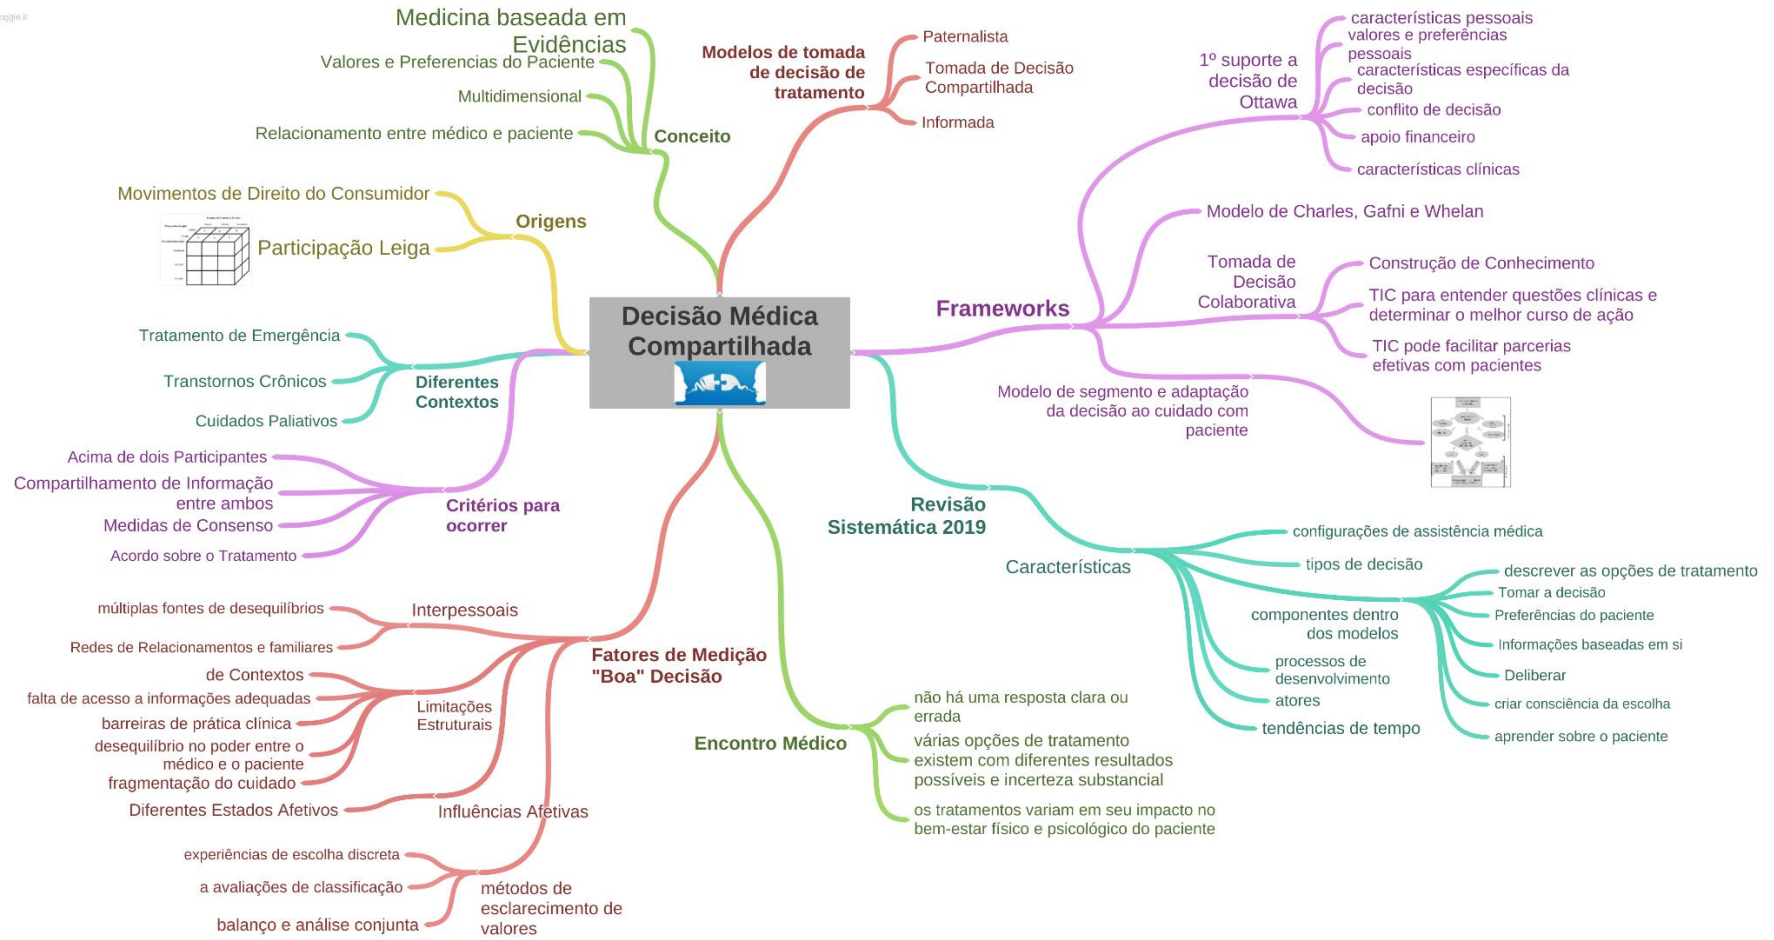 Decisão Médica
Compartilhada
Conceito
Medicina baseada em
Evidências
Valores e Preferencias do Paciente
Multidimensional
Relacionamento entre médico e paciente
Origens
Movimentos de Direito do Consumidor
Participação Leiga
Diferentes
Contextos
Tratamento de Emergência
Transtornos Crônicos
Cuidados Paliativos
Critérios para
ocorrer
Acima de dois Participantes
Compartilhamento de Informação
entre ambos
Medidas de Consenso
Acordo sobre o Tratamento
Fatores de Medição
"Boa" Decisão
Interpessoais
múltiplas fontes de desequilíbrios
Redes de Relacionamentos e familiares
Limitações
Estruturais
de Contextos
falta de acesso a informações adequadas
barreiras de prática clínica
desequilíbrio no poder entre o
médico e o paciente
fragmentação do cuidado
Influências Afetivas
Diferentes Estados Afetivos
métodos de
esclarecimento de
valores
experiências de escolha discreta
a avaliações de classificação
balanço e análise conjunta
Modelos de tomada
de decisão de
tratamento
Paternalista
Tomada de Decisão
Compartilhada
Informada
Frameworks
1º suporte a
decisão de
Ottawa
características pessoais
valores e preferências
pessoais
características específicas da
decisão
conflito de decisão
apoio financeiro
características clínicas
Modelo de Charles, Gafni e Whelan
Tomada de
Decisão
Colaborativa
Construção de Conhecimento
TIC para entender questões clínicas e
determinar o melhor curso de ação
TIC pode facilitar parcerias
efetivas com pacientes
Modelo de segmento e adaptação
da decisão ao cuidado com
paciente
Revisão
Sistemática 2019
Características
configurações de assistência médica
tipos de decisão
componentes dentro
dos modelos
descrever as opções de tratamento
Tomar a decisão
Preferências do paciente
Informações baseadas em si
Deliberar
criar consciência da escolha
aprender sobre o paciente
processos de
desenvolvimento
atores
tendências de tempo
Encontro Médico
não há uma resposta clara ou
errada
várias opções de tratamento
existem com diferentes resultados
possíveis e incerteza substancial
os tratamentos variam em seu impacto no
bem-estar físico e psicológico do paciente